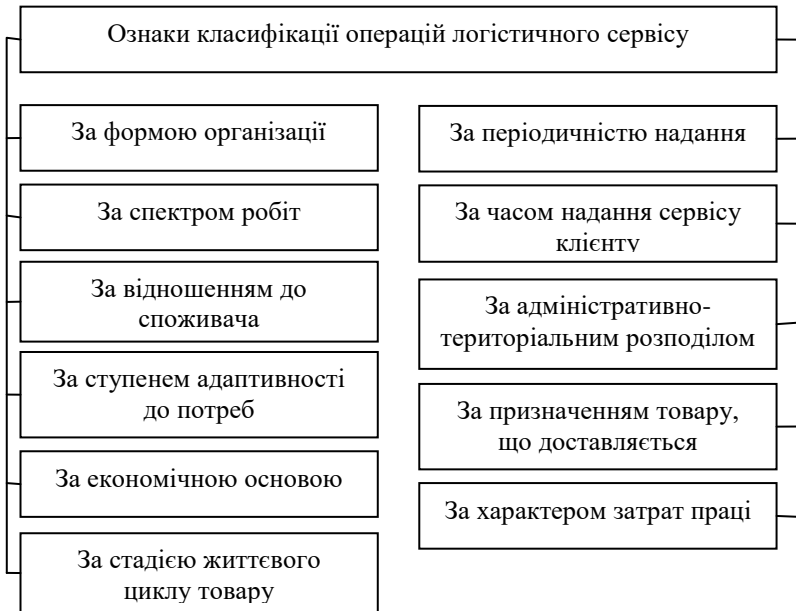 Ознаки класифікації операцій логістичного сервісу
За формою організації
За спектром робіт
За відношенням до
споживача
За ступенем адаптивності
до потреб
За економічною основою
За стадією життєвого
циклу товару
За періодичністю надання
За часом надання сервісу
клієнту
За адміністративно-
територіальним розподілом
За призначенням товару,
що доставляється
За характером затрат праці